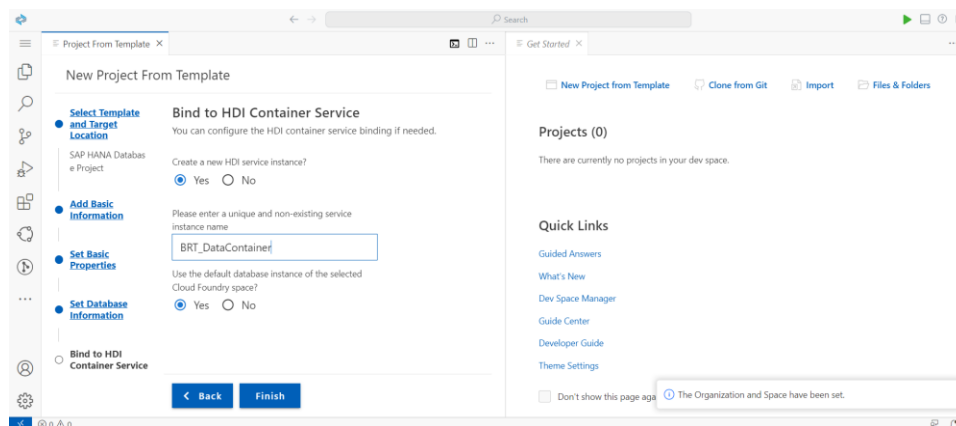 Search
Project From Template
Get Started
New Project From Template
Select Template
and Target
Location
SAP HANA Databas
e Project
Add Basic
Information
Set Basic
Properties
Set Database
Information
Bind to HDI
Container Service
Bind to HDI Container Service
You can configure the HDI container service binding if needed.
Create a new HDI service instance?
Yes No
Please enter a unique and non-existing service
instance name
BRT_DataContainer
Use the default database instance of the selected
Cloud Foundry space?
Yes No
Back Finish
New Project from Template Clone from Git Import Files & Folders
Projects (0)
There are currently no projects in your dev space.
Quick Links
Guided Answers
What's New
Dev Space Manager
Guide Center
Developer Guide
Theme Settings
Don't show this page aga
The Organization and Space have been set.
0 0